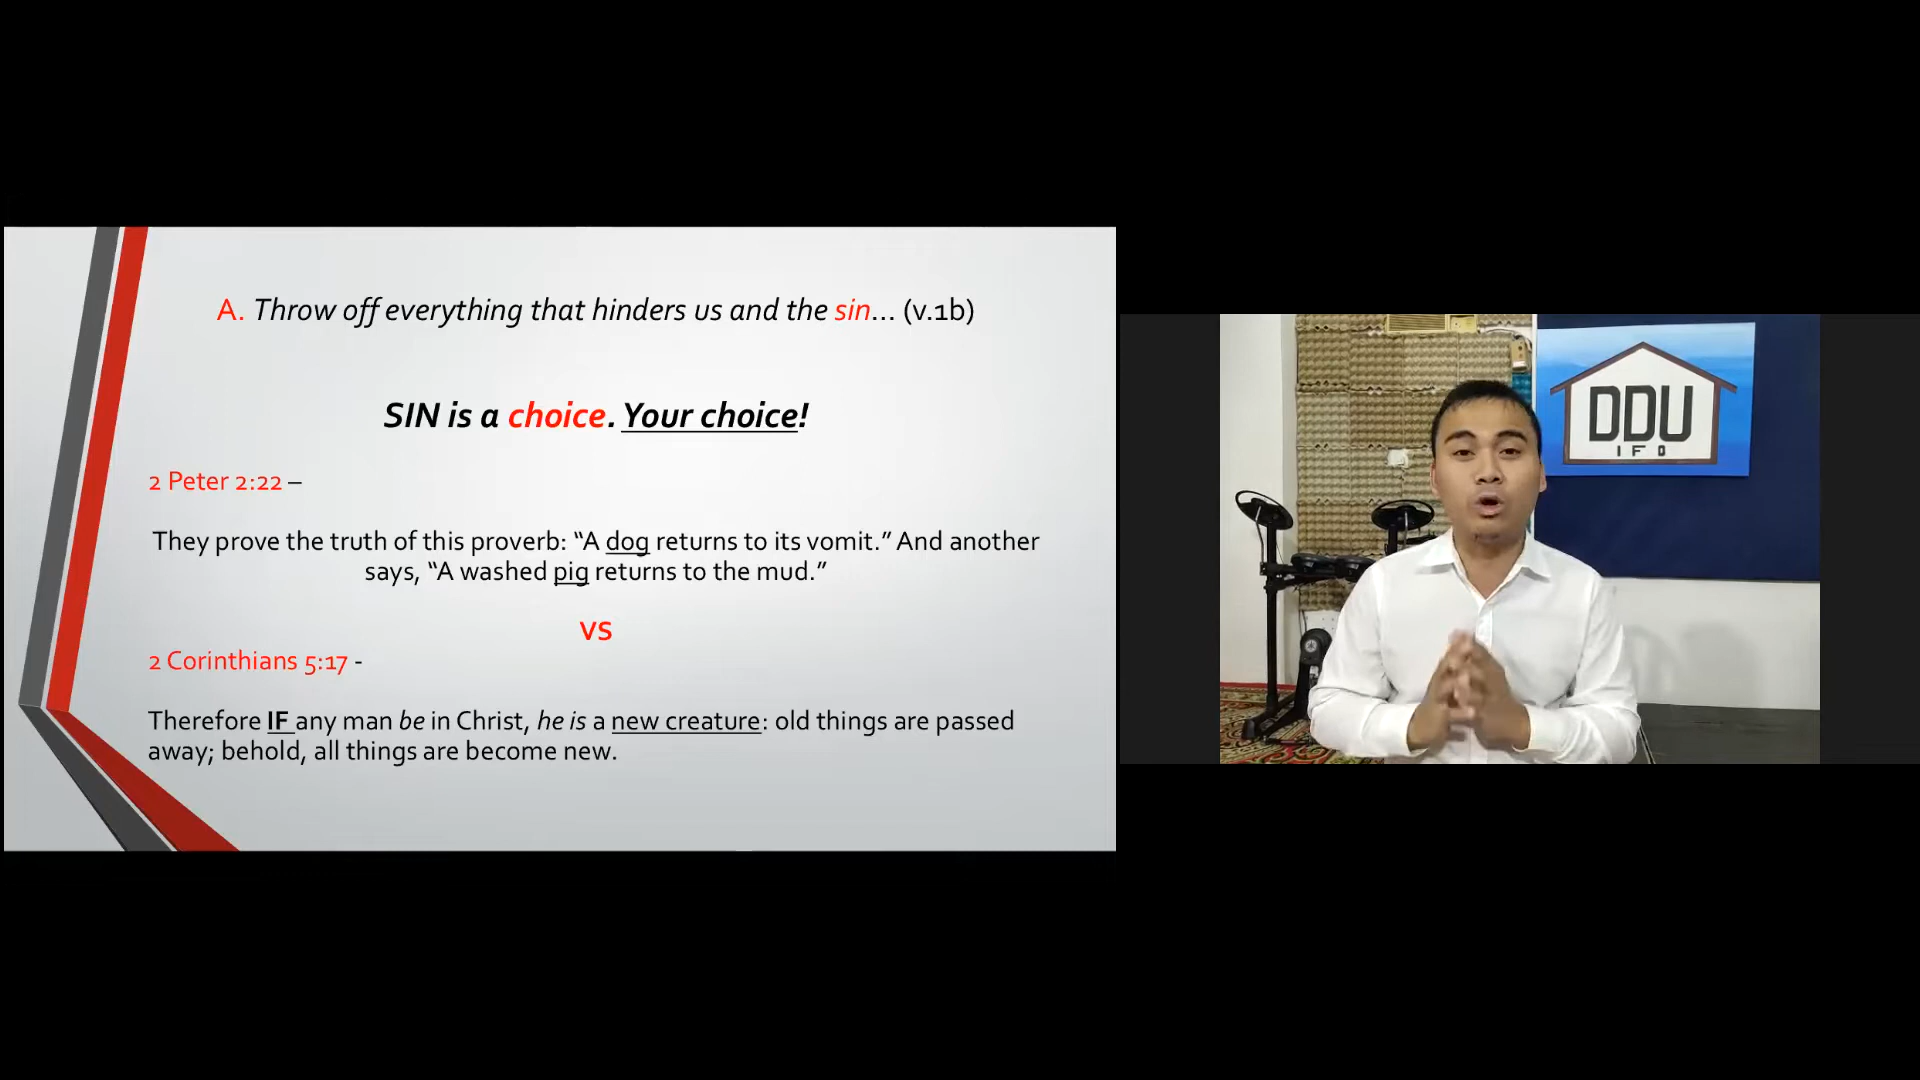 A. Throw off everything that hinders us and the sin... (v.1b)
SIN is a choice. Your choice!
2 Peter 2:22 –
They prove the truth of this proverb: “A dog returns to its vomit.” And another
says, “A washed pig returns to the mud.”
vs
2 Corinthians 5:17 -
Therefore IF any man be in Christ, he is a new creature: old things are passed
away; behold, all things are become new.
DDU
IFO